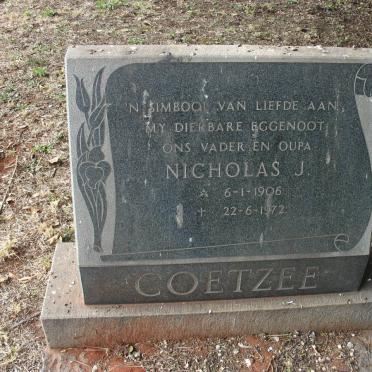 'N SIMBOOL VAN LIEFDE AAN
MY DIERBARE EGGENOOT
ONS VADER EN OUPA
NICHOLAS J.
☆ 6-1-1906
+ 22-6-1972
COETZEE